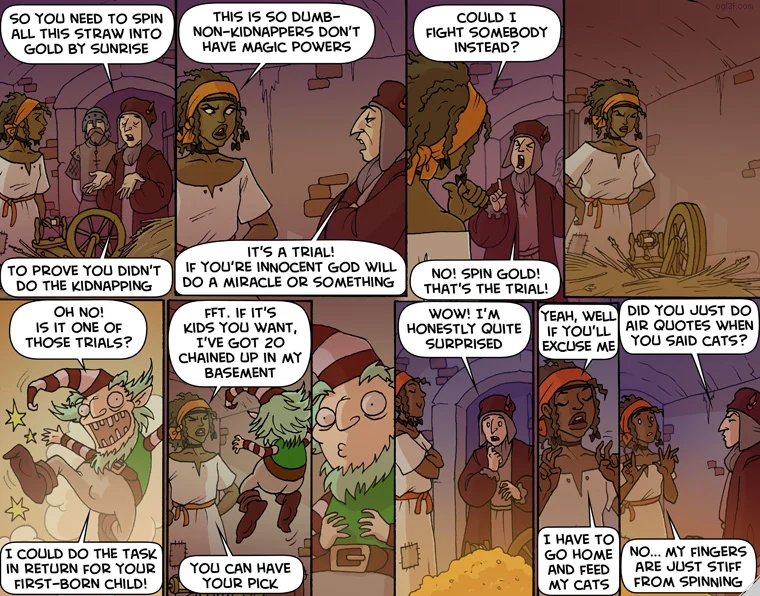 SO YOU NEED TO SPIN
ALL THIS STRAW INTO
GOLD BY SUNRISE
TO PROVE YOU DIDN'T
DO THE KIDNAPPING
THIS IS SO DUMB-
NON-KIDNAPPERS DON'T
HAVE MAGIC POWERS
IT'S A TRIAL!
IF YOU'RE INNOCENT GOD WILL
DO A MIRACLE OR SOMETHING
COULD I
FIGHT SOMEBODY
INSTEAD?
NO! SPIN GOLD!
THAT'S THE TRIAL!
oglaf.com
OH NO!
IS IT ONE OF
THOSE TRIALS?
I COULD DO THE TASK
IN RETURN FOR YOUR
FIRST-BORN CHILD!
FFT. IF IT'S
KIDS YOU WANT,
I'VE GOT 20
CHAINED UP IN MY
BASEMENT
YOU CAN HAVE
YOUR PICK
WOW! I'M
HONESTLY QUITE
SURPRISED
YEAH, WELL
IF YOU'LL
EXCUSE ME
I HAVE TO
GO HOME
AND FEED
MY CATS
DID YOU JUST DO
AIR QUOTES WHEN
YOU SAID CATS?
NO... MY FINGERS
ARE JUST STIFF
FROM SPINNING